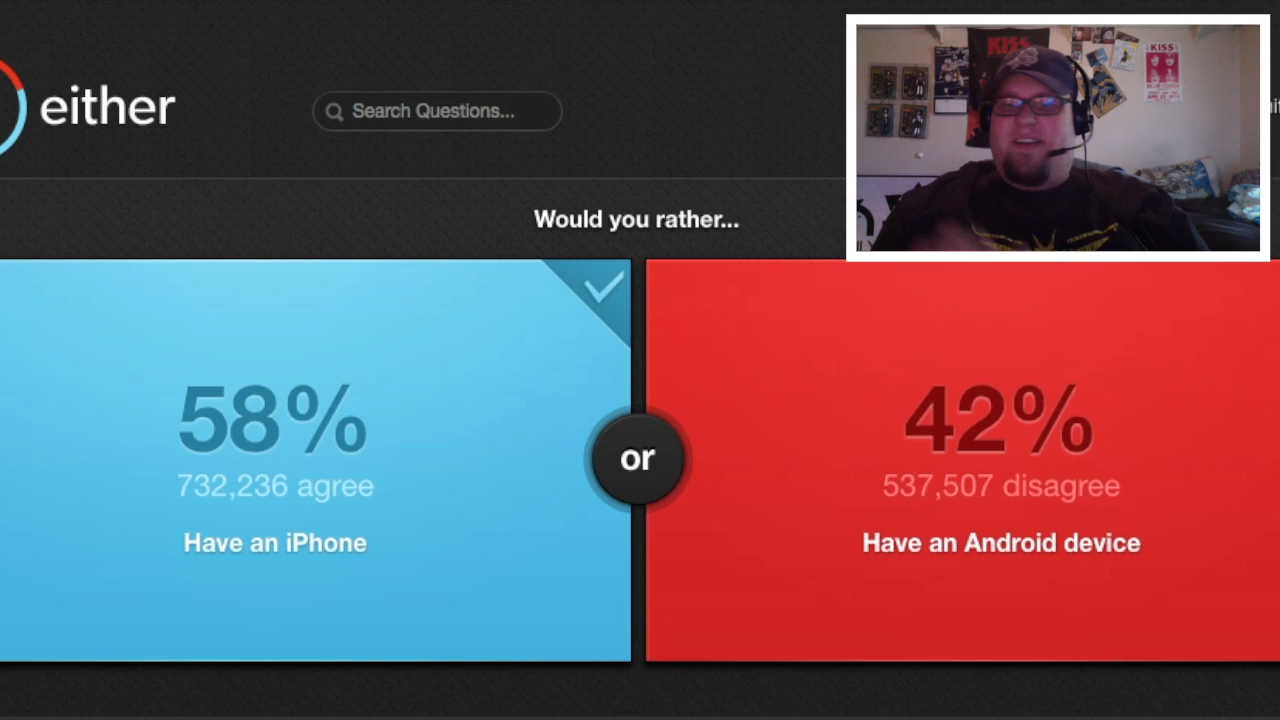 either
Search Questions...
Would you rather...
KISS
KISS
58%
732,236 agree
Have an iPhone
or
42%
537,507 disagree
Have an Android device